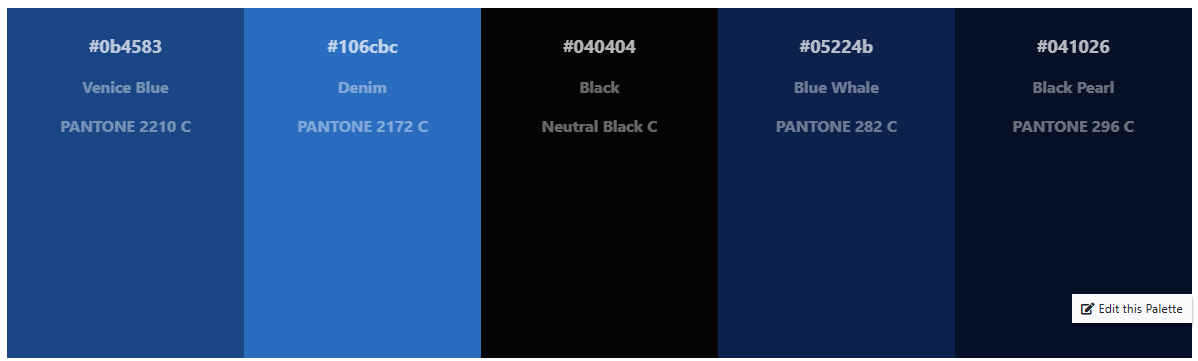 #0b4583
Venice Blue
PANTONE 2210 C
#106cbc
Denim
PANTONE 2172 C
#040404
Black
Neutral Black C
#05224b
Blue Whale
PANTONE 282 C
#041026
Black Pearl
PANTONE 296 C
Edit this Palette